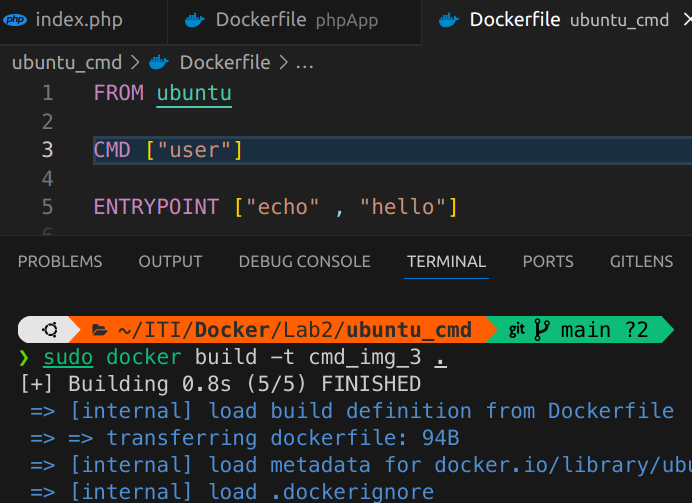 php index.php Dockerfile phpApp Dockerfile ubuntu_cmd
ubuntu_cmd > Dockerfile > ...
1 FROM ubuntu
2
3 CMD ["user"]
4
5 ENTRYPOINT ["echo" , "hello"]
6
PROBLEMS OUTPUT DEBUG CONSOLE TERMINAL PORTS GITLENS
~/ITI/Docker/Lab2/ubuntu_cmd git main ?2
❯ sudo docker build -t cmd_img_3 .
[+] Building 0.8s (5/5) FINISHED
=> [internal] load build definition from Dockerfile
=> => transferring dockerfile: 94B
=> [internal] load metadata for docker.io/library/ubu
=> [internal] load .dockerignore